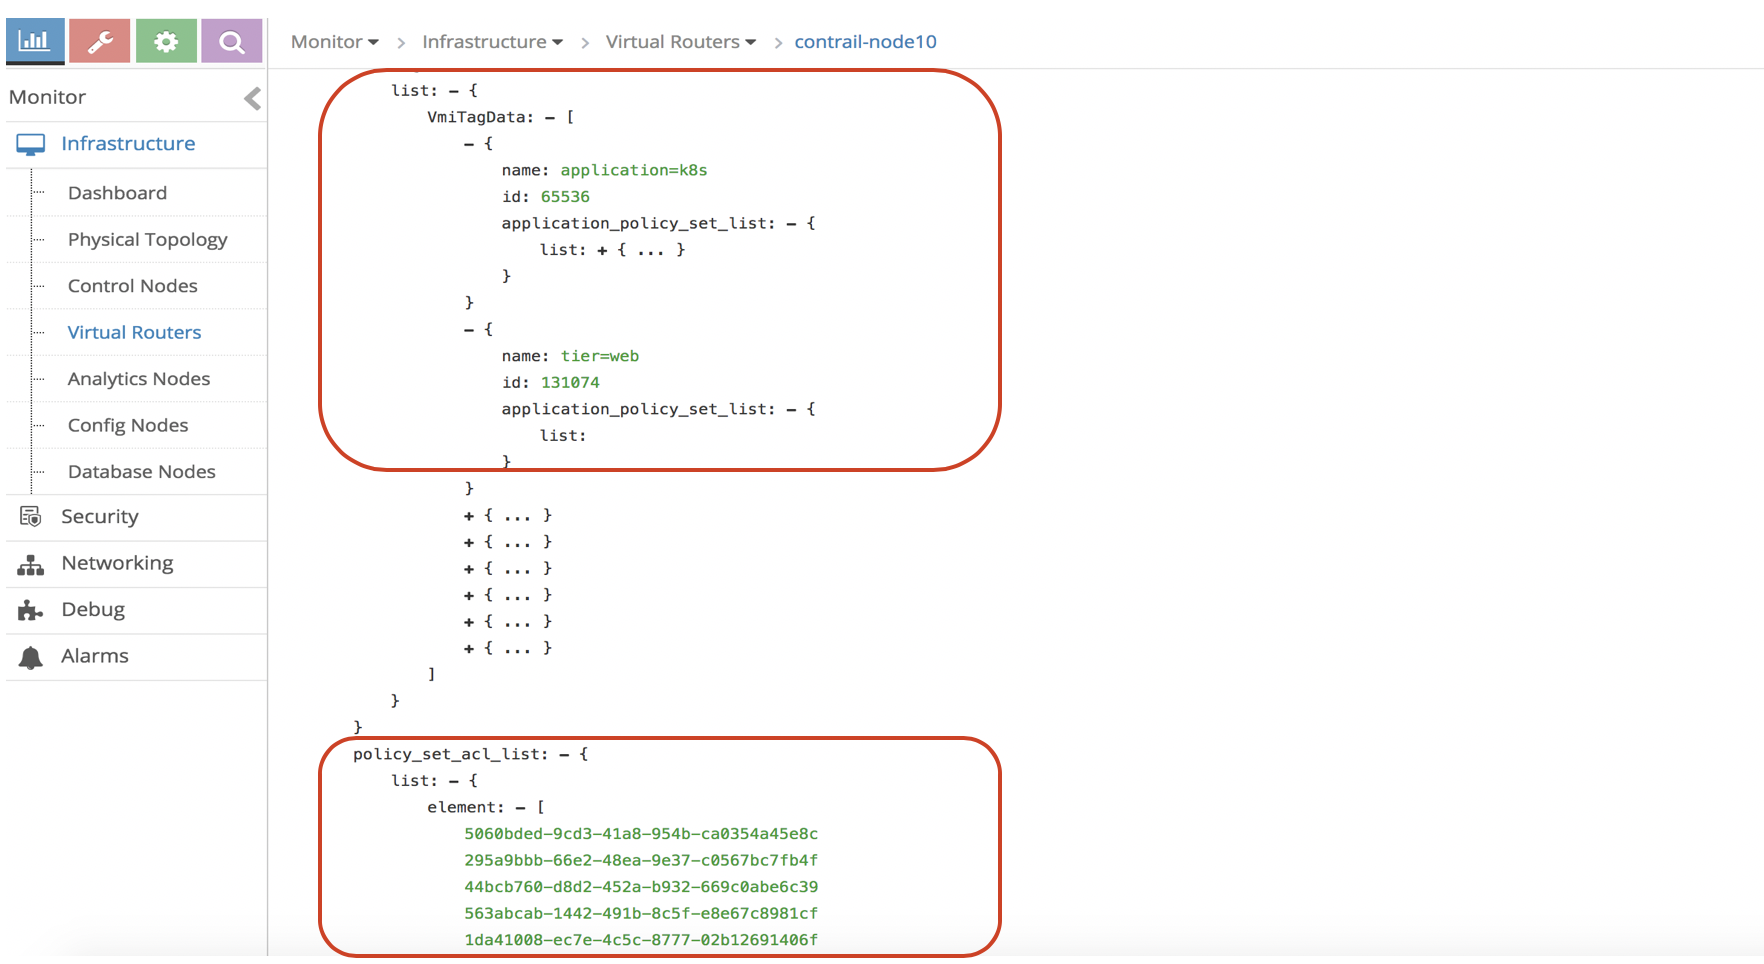 Monitor > Infrastructure > Virtual Routers > contrail-node10
Monitor
Infrastructure
Dashboard
Physical Topology
Control Nodes
Virtual Routers
Analytics Nodes
Config Nodes
Database Nodes
Security
Networking
Debug
Alarms
list: – {
VmiTagData: – [
– {
name: application=k8s
id: 65536
application_policy_set_list: – {
list: + { ... }
}
}
– {
name: tier=web
id: 131074
application_policy_set_list: – {
list:
}
}
+ { ... }
+ { ... }
+ { ... }
+ { ... }
+ { ... }
+ { ... }
]
}
}
policy_set_acl_list: – {
list: – {
element: – [
5060bded-9cd3-41a8-954b-ca0354a45e8c
295a9bbb-66e2-48ea-9e37-c0567bc7fb4f
44bcb760-d8d2-452a-b932-669c0abe6c39
563abcab-1442-491b-8c5f-e8e67c8981cf
1da41008-ec7e-4c5c-8777-02b12691406f